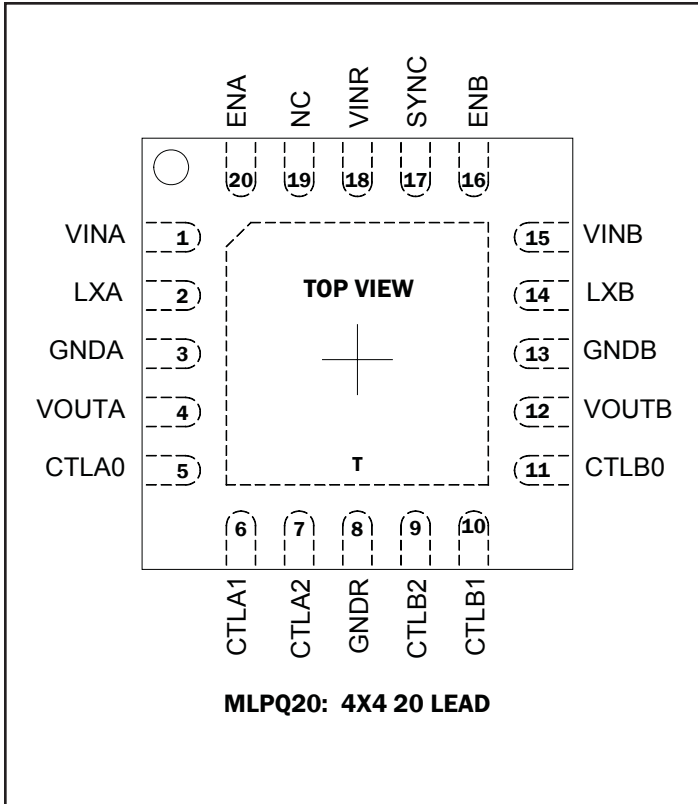 ENA
NC
VINR
SYNC
ENB
20
19
18
17
16
VINA 1
15 VINB
LXA 2
TOP VIEW
14 LXB
GNDA 3
13 GNDB
VOUTA 4
12 VOUTB
CTLA0 5
T
11 CTLB0
6
7
8
9
10
CTLA1
CTLA2
GNDR
CTLB2
CTLB1
MLPQ20: 4X4 20 LEAD